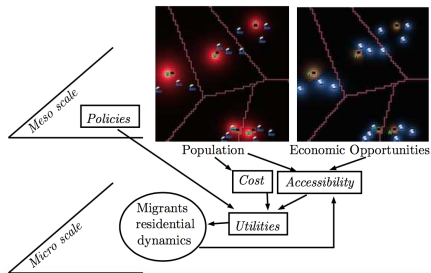 Meso scale
Policies
Population
Economic Opportunities
Cost
Accessibility
Micro scale
Migrants
residential
dynamics
Utilities